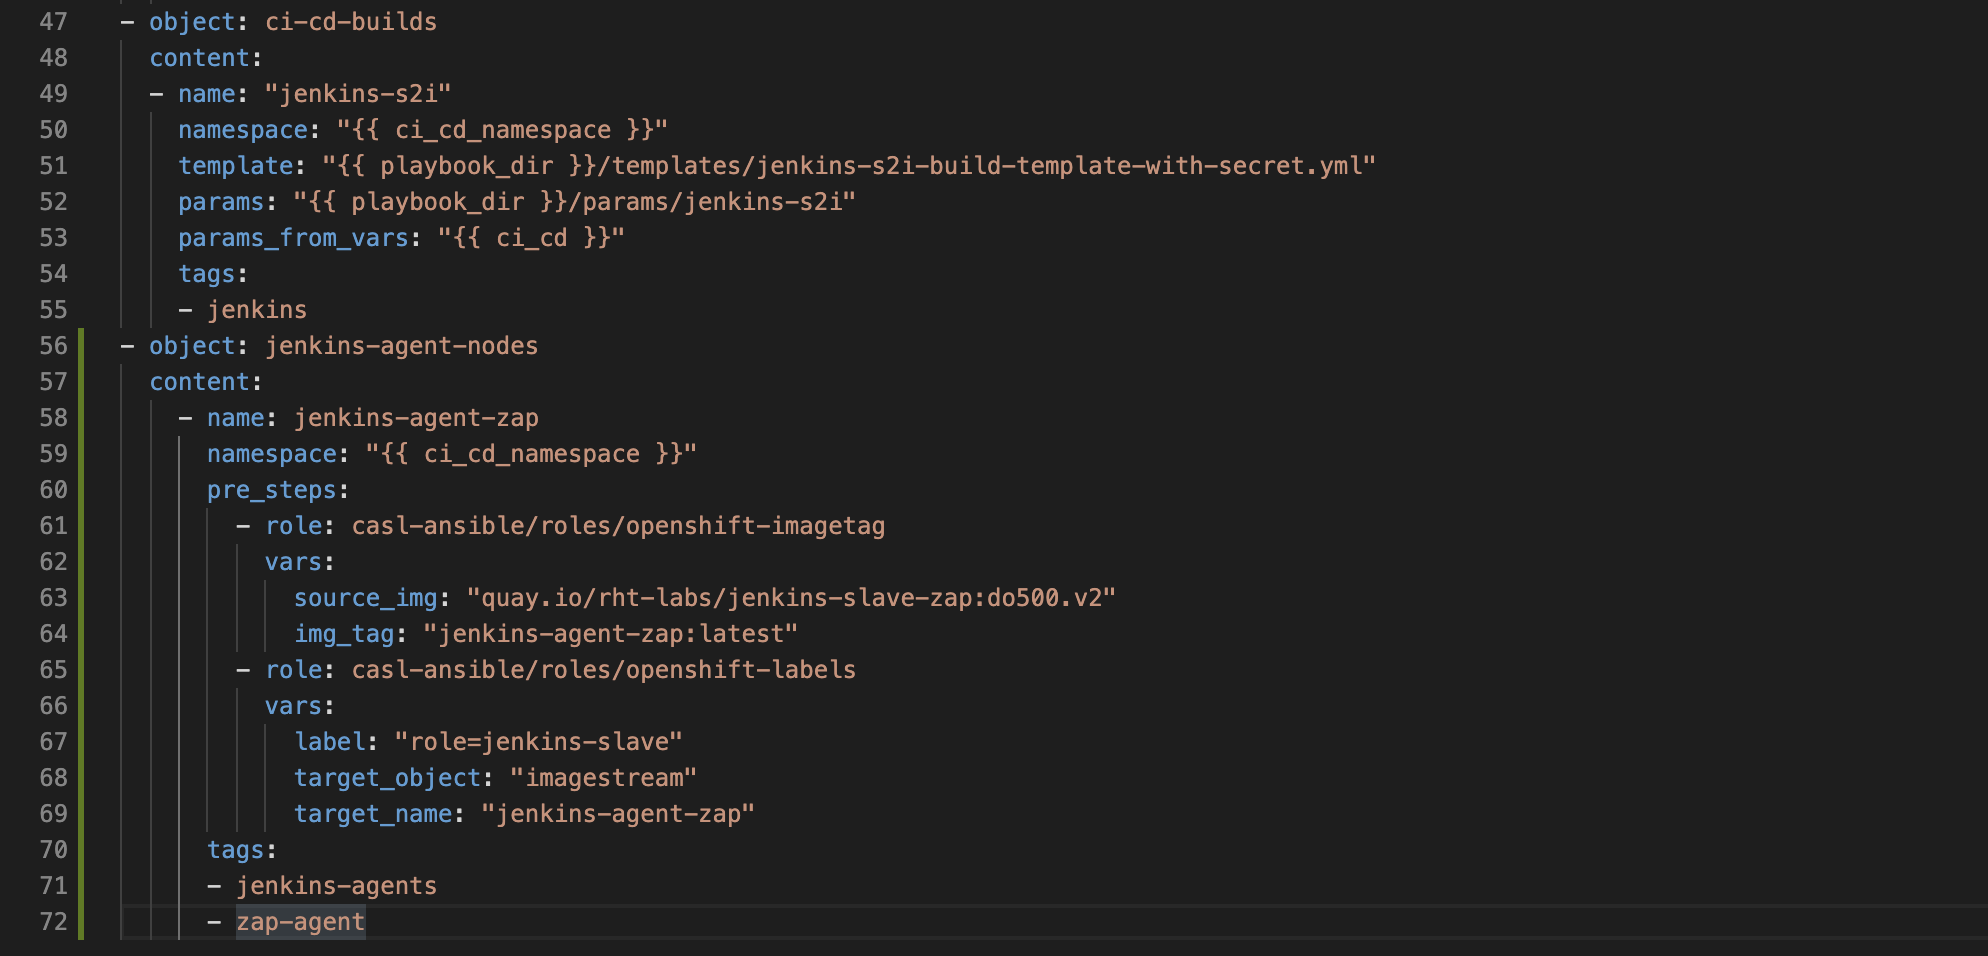 47 - object: ci-cd-builds
48 content:
49 - name: "jenkins-s2i"
50 namespace: "{{ ci_cd_namespace }}"
51 template: "{{ playbook_dir }}/templates/jenkins-s2i-build-template-with-secret.yml"
52 params: "{{ playbook_dir }}/params/jenkins-s2i"
53 params_from_vars: "{{ ci_cd }}"
54 tags:
55 - jenkins
56 - object: jenkins-agent-nodes
57 content:
58 - name: jenkins-agent-zap
59 namespace: "{{ ci_cd_namespace }}"
60 pre_steps:
61 - role: casl-ansible/roles/openshift-imagetag
62 vars:
63 source_img: "quay.io/rht-labs/jenkins-slave-zap:do500.v2"
64 img_tag: "jenkins-agent-zap:latest"
65 - role: casl-ansible/roles/openshift-labels
66 vars:
67 label: "role=jenkins-slave"
68 target_object: "imagestream"
69 target_name: "jenkins-agent-zap"
70 tags:
71 - jenkins-agents
72 - zap-agent